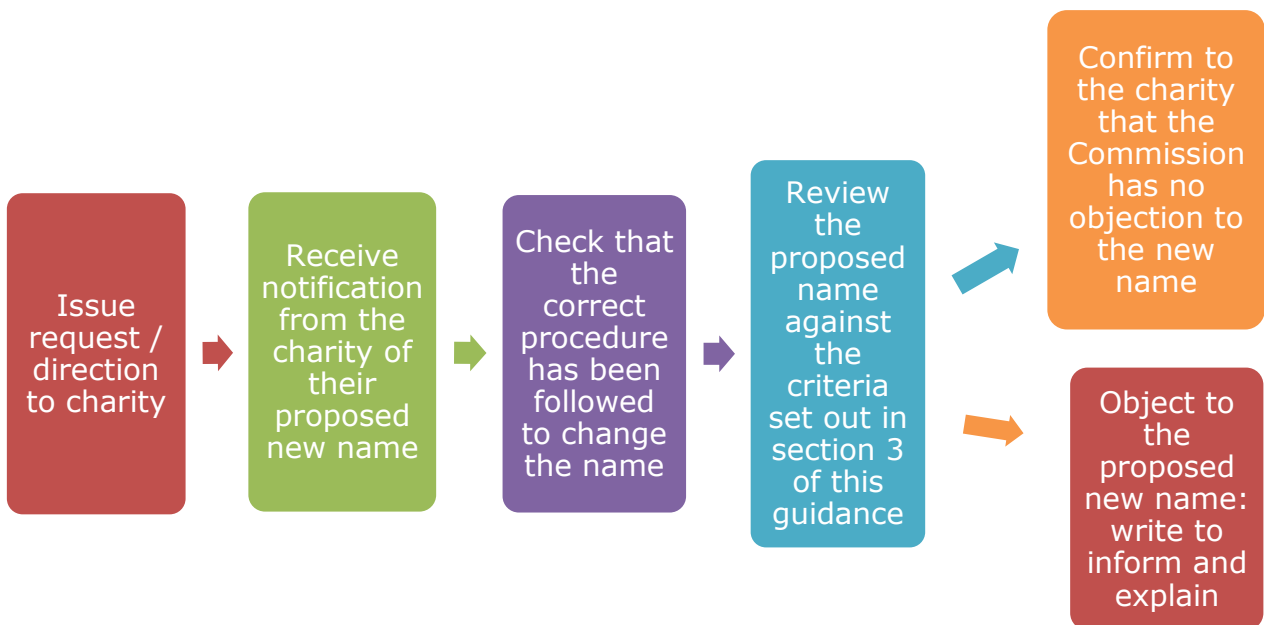 Issue
request /
direction
to charity
Receive
notification
from the
charity of
their
proposed
new name
Check that
the
correct
procedure
has been
followed
to change
the name
Review
the
proposed
name
against
the
criteria
set out in
section 3
of this
guidance
Confirm to
the charity
that the
Commission
has no
objection to
the new
name
Object to
the
proposed
new name:
write to
inform and
explain